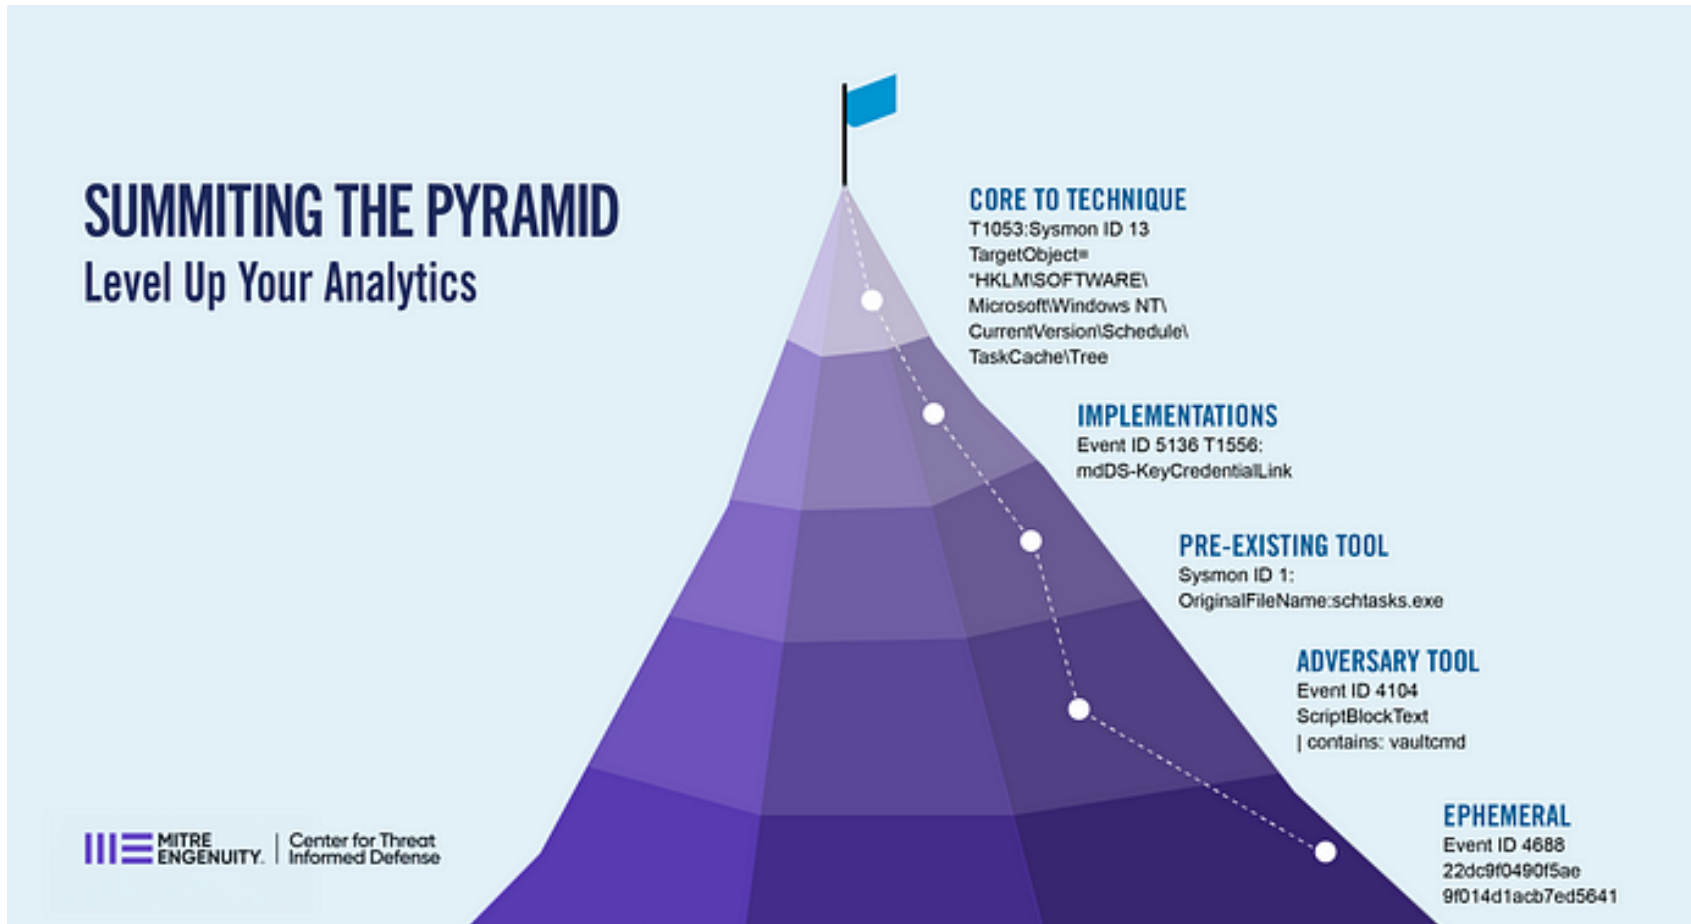 SUMMITING THE PYRAMID
Level Up Your Analytics
CORE TO TECHNIQUE
T1053:Sysmon ID 13
TargetObject=
"HKLM\SOFTWARE\
Microsoft\Windows NT\
CurrentVersion\Schedule\
TaskCache\Tree
IMPLEMENTATIONS
Event ID 5136 T1556:
mdDS-KeyCredentialLink
PRE-EXISTING TOOL
Sysmon ID 1:
OriginalFileName:schtasks.exe
ADVERSARY TOOL
Event ID 4104
ScriptBlockText
| contains: vaultcmd
EPHEMERAL
Event ID 4688
22dc9f0490f5ae
9f014d1acb7ed5641
MITRE
ENGENUITY.
Center for Threat
Informed Defense